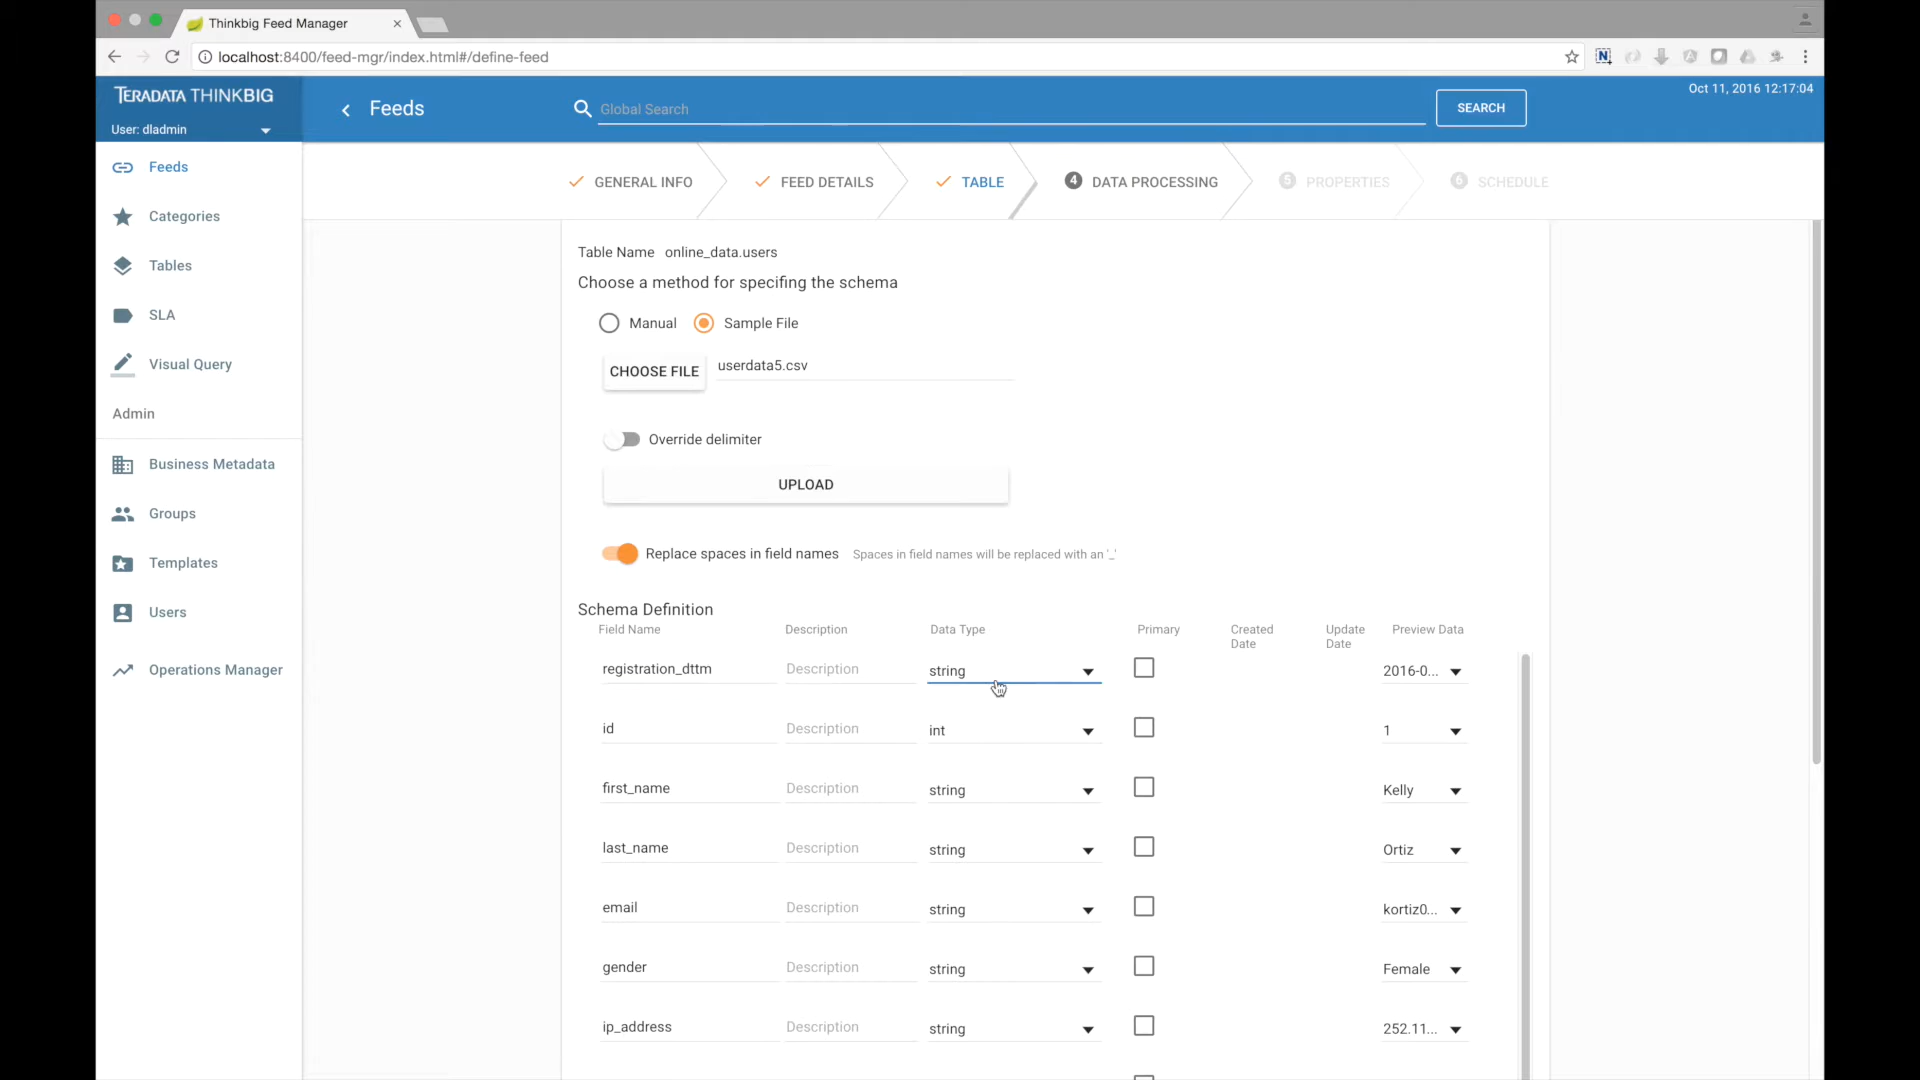 Thinkbig Feed Manager
localhost:8400/feed-mgr/index.html#/define-feed
TERADATA THINKBIG
User: dladmin
Feeds
Global Search
SEARCH
Oct 11, 2016 12:17:04
Feeds
Categories
Tables
SLA
Visual Query
Admin
Business Metadata
Groups
Templates
Users
Operations Manager
GENERAL INFO
FEED DETAILS
TABLE
4 DATA PROCESSING
5 PROPERTIES
6 SCHEDULE
Table Name online_data.users
Choose a method for specifing the schema
Manual Sample File
CHOOSE FILE userdata5.csv
Override delimiter
UPLOAD
Replace spaces in field names Spaces in field names will be replaced with an '_'
Schema Definition
Field Name Description Data Type Primary Created Date Update Date Preview Data
registration_dttm Description string 2016-0...
id Description int 1
first_name Description string Kelly
last_name Description string Ortiz
email Description string kortiz0...
gender Description string Female
ip_address Description string 252.11...